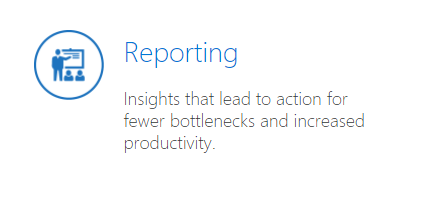 Reporting
Insights that lead to action for
fewer bottlenecks and increased
productivity.